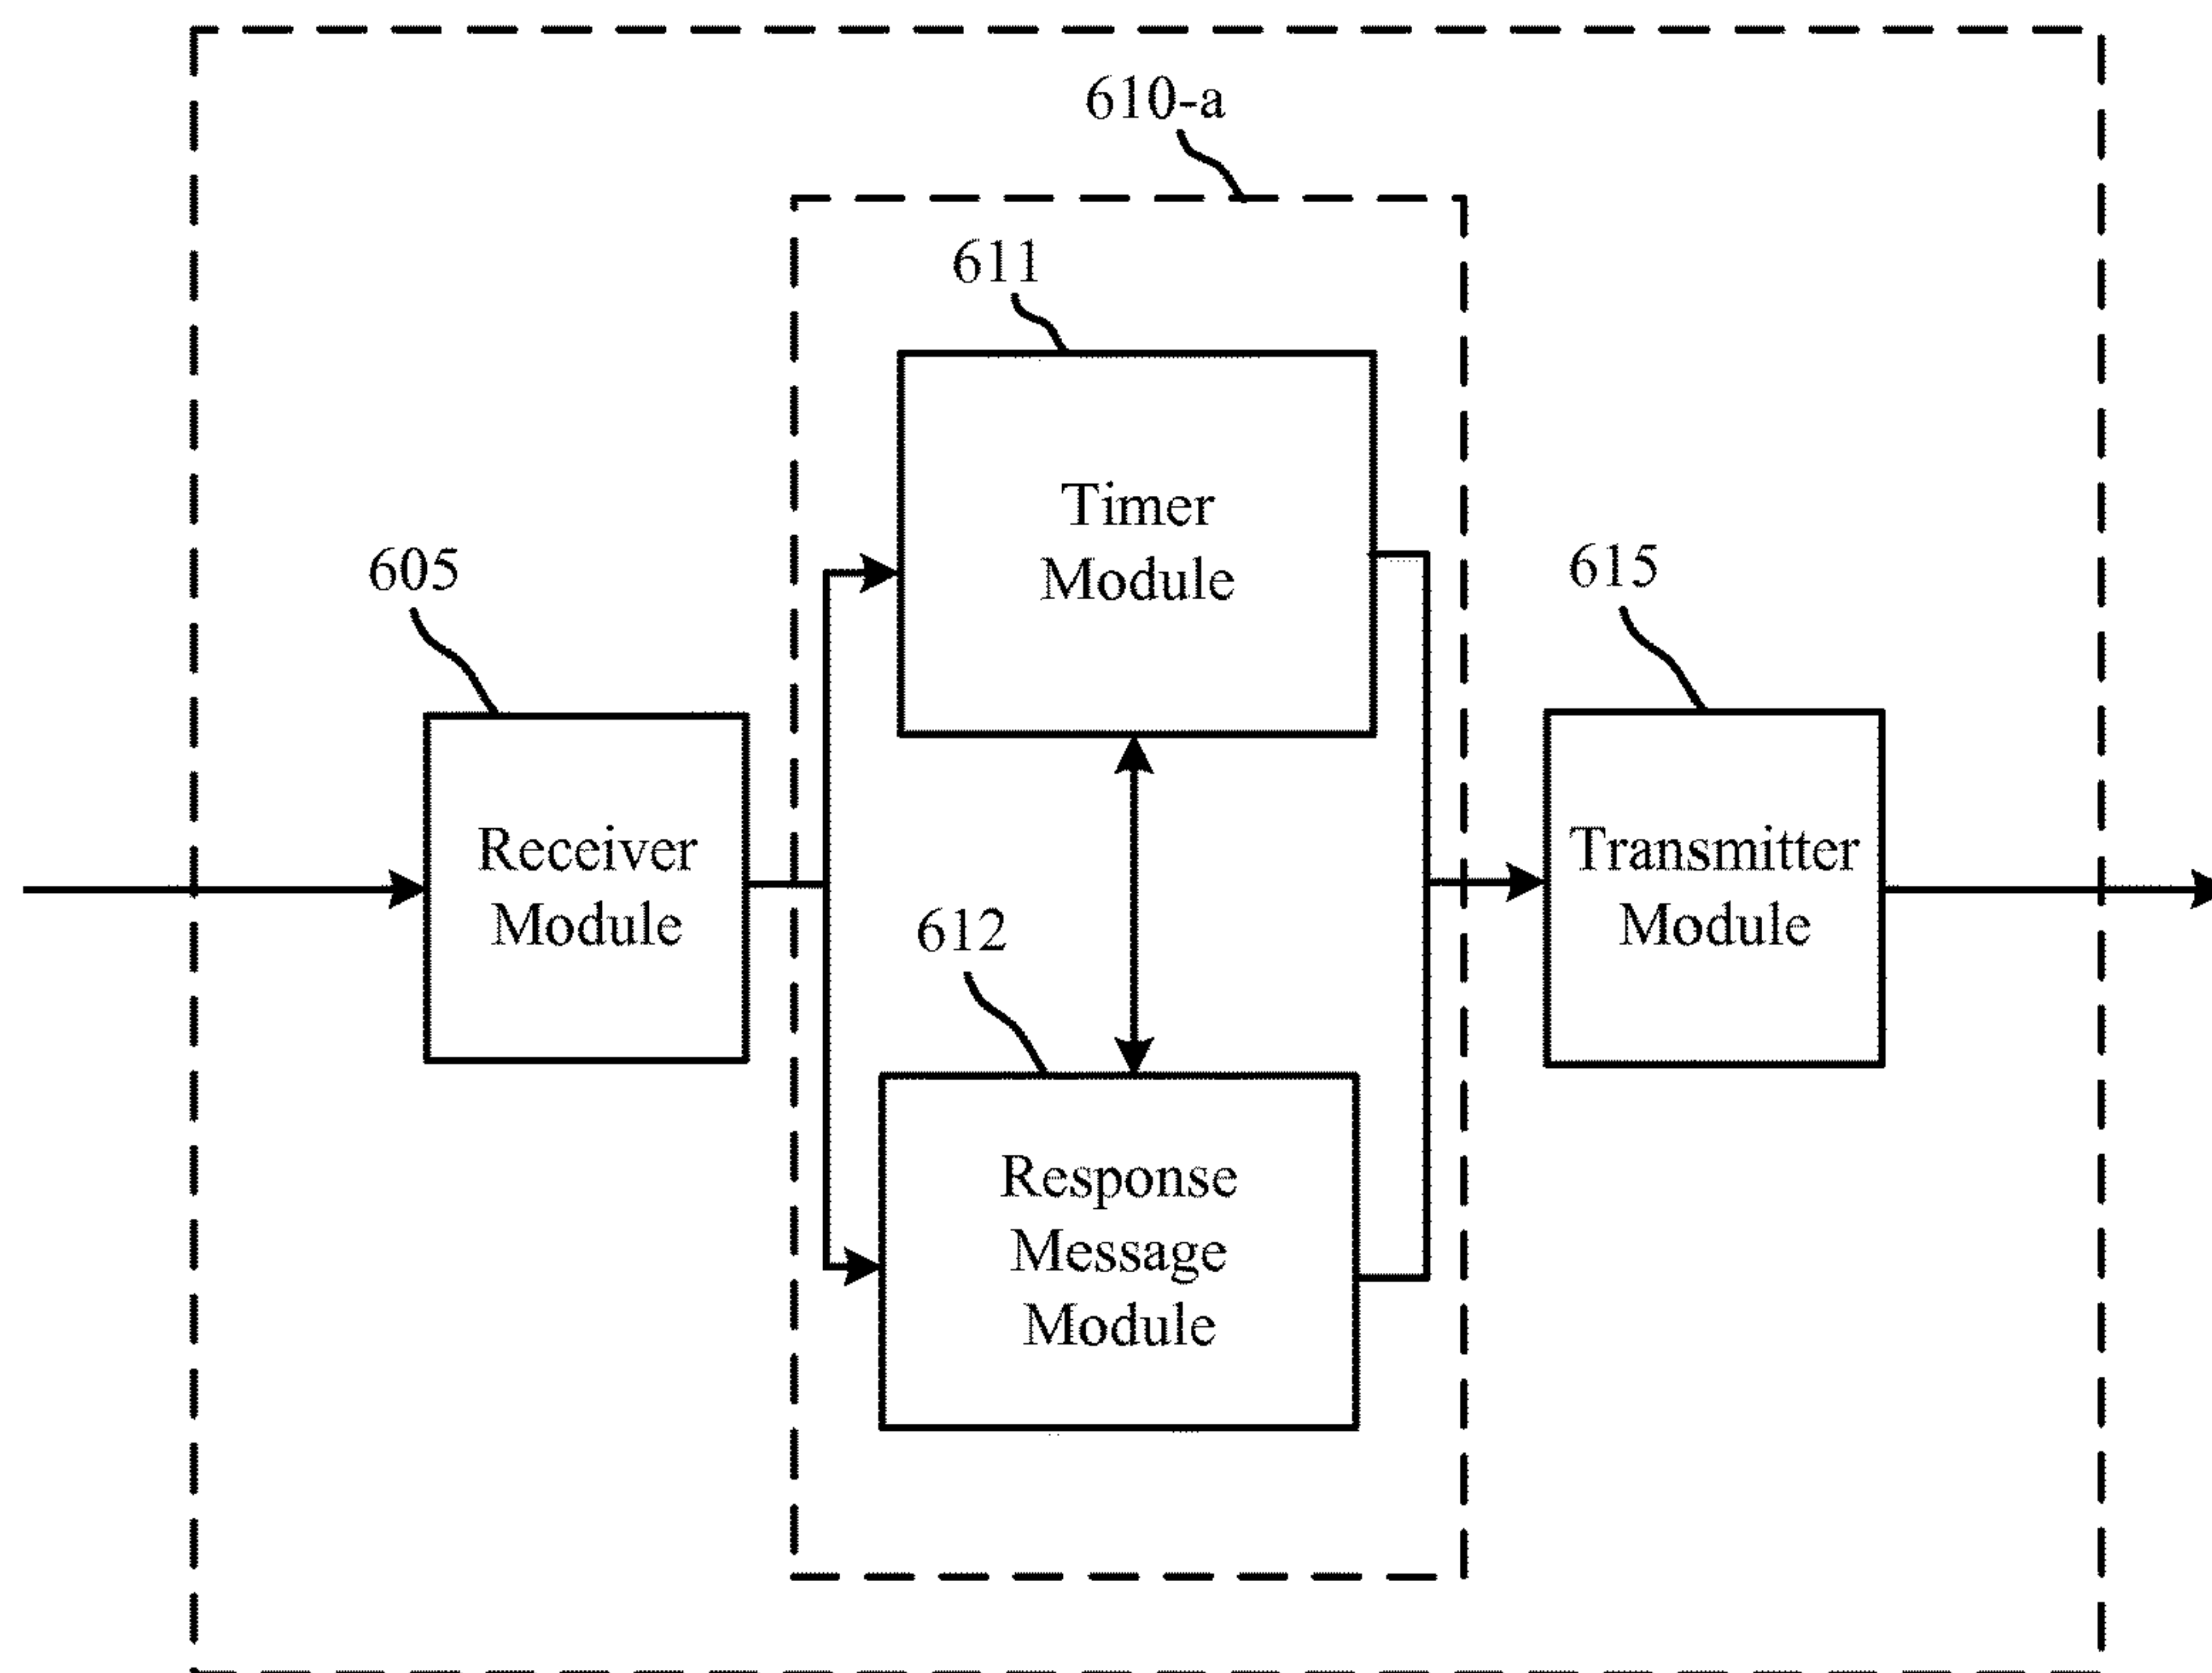 610-a
611
Timer
Module
605
615
Receiver
Module
Transmitter
Module
612
Response
Message
Module